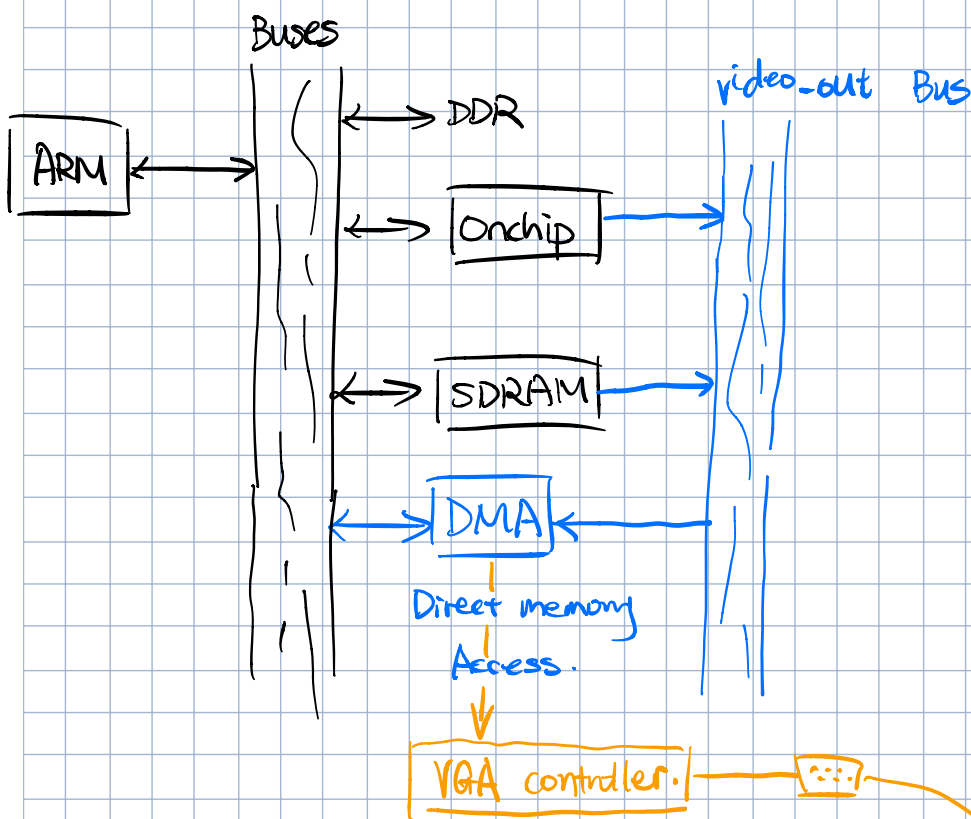 Buses
video_out Bus
DDR
ARM
Onchip
SDRAM
DMA
Direct memory
Access.
VGA controller.